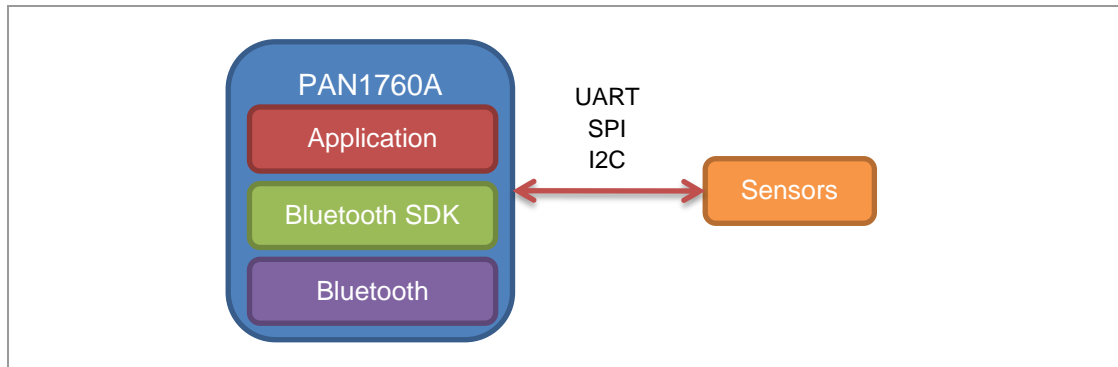 PAN1760A
Application
Bluetooth SDK
Bluetooth
UART
SPI
I2C
Sensors